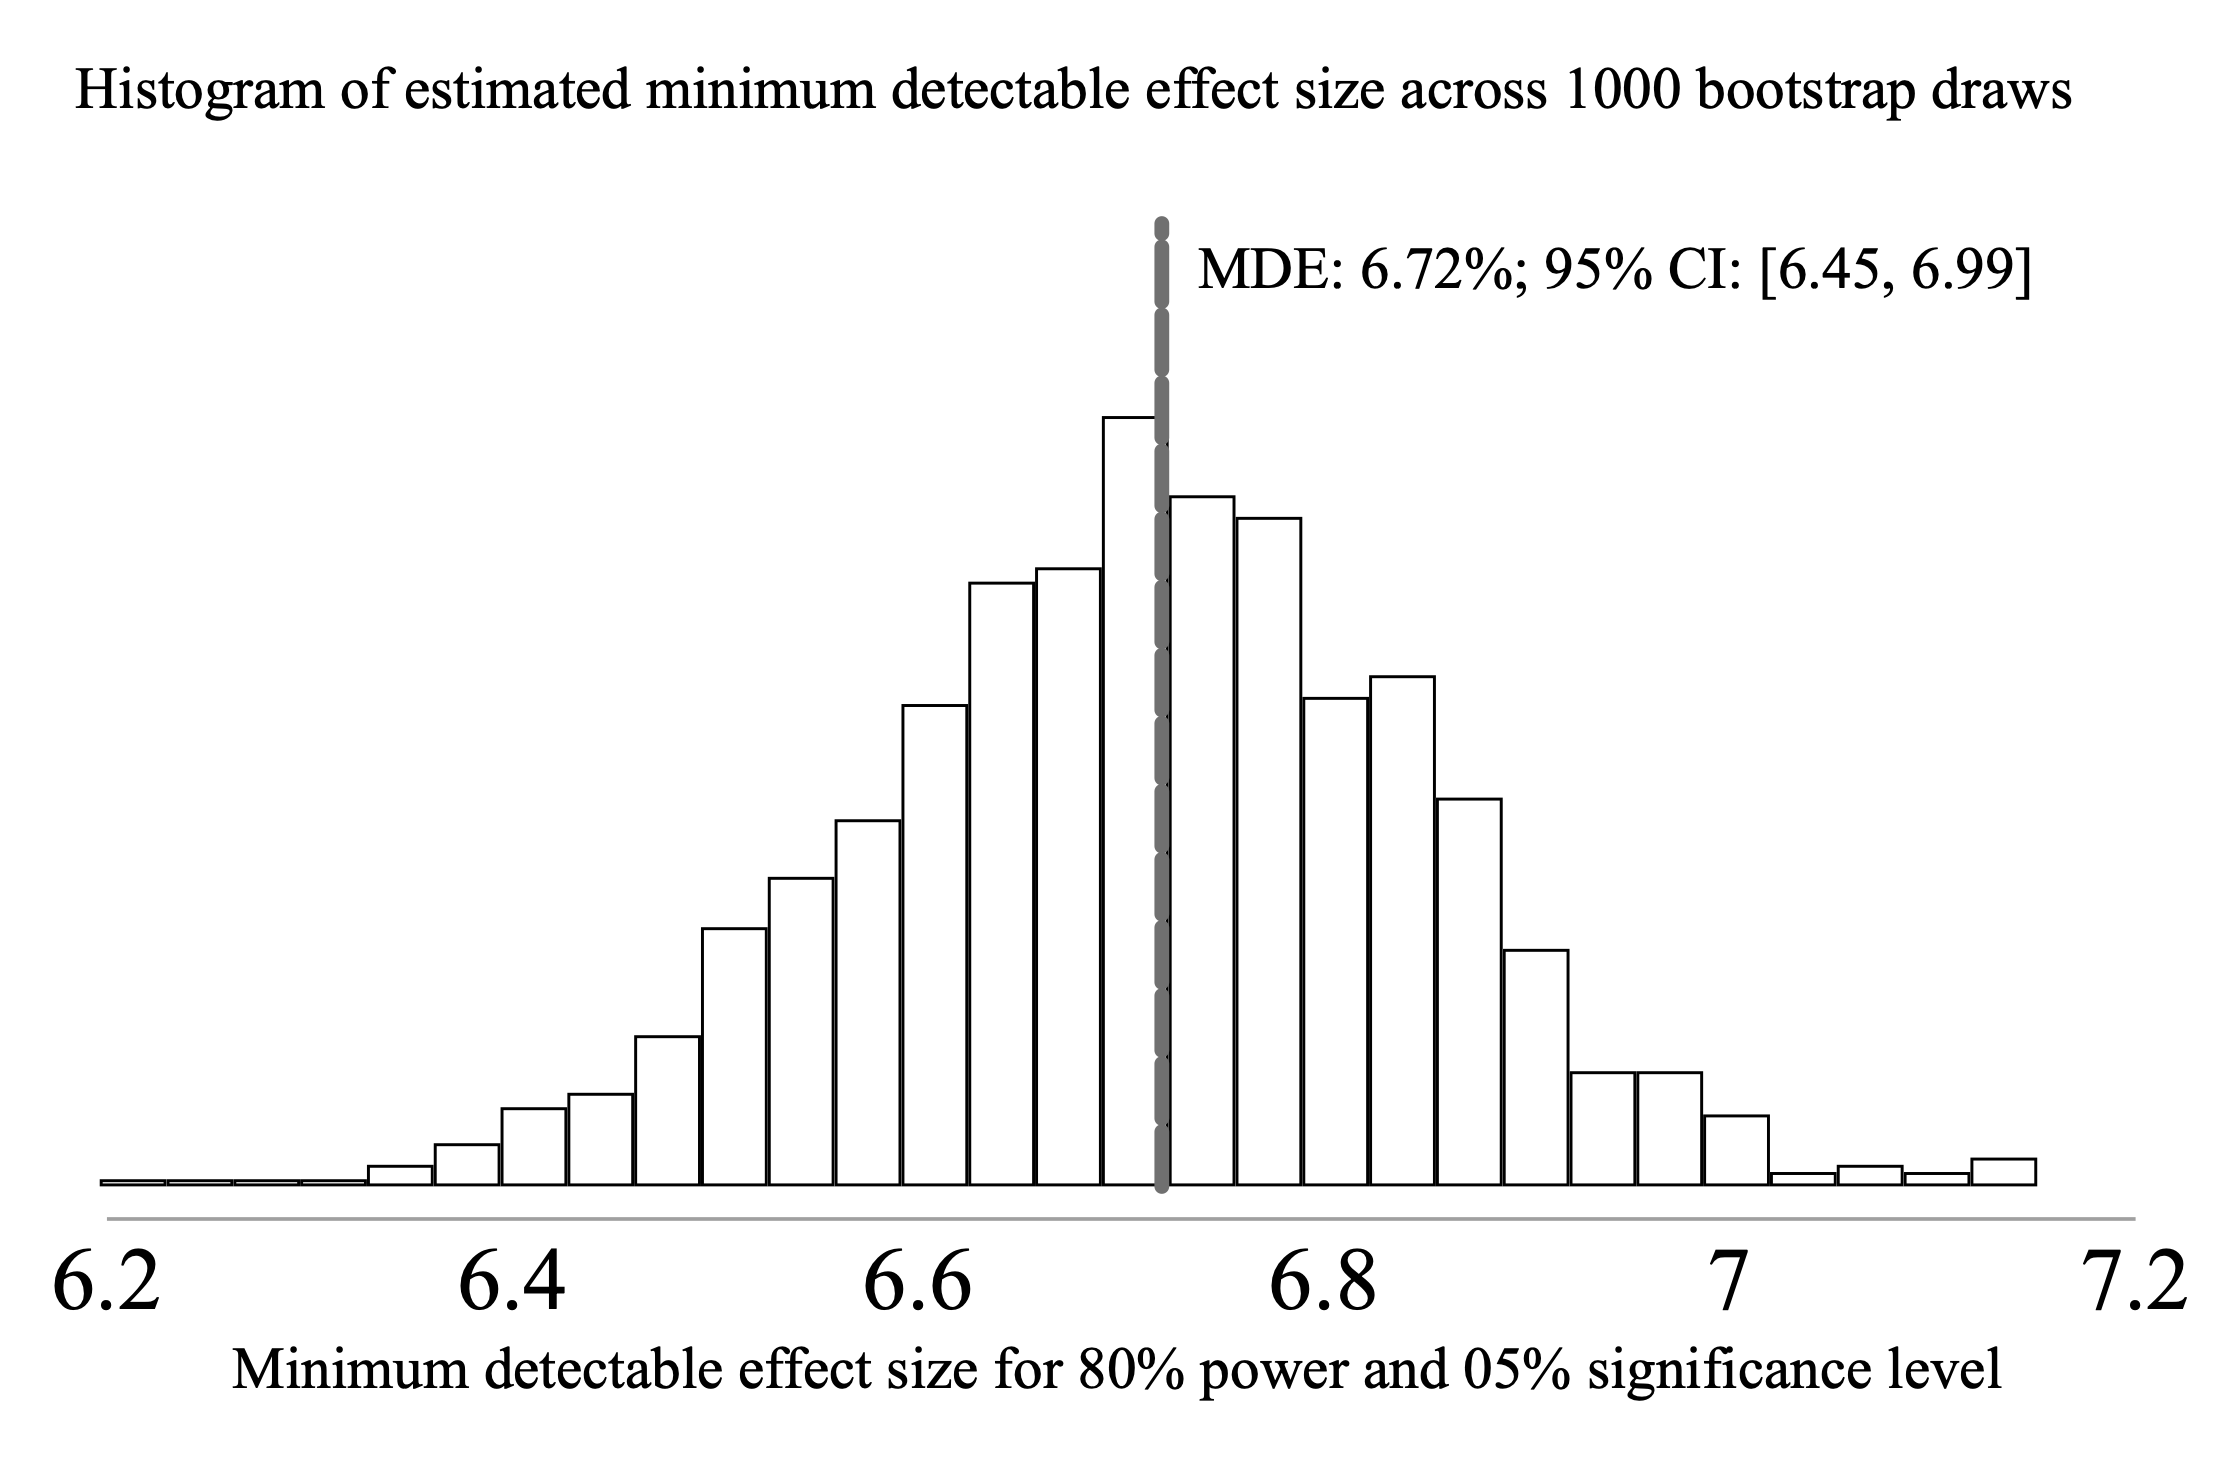 Histogram of estimated minimum detectable effect size across 1000 bootstrap draws
MDE: 6.72%; 95% CI: [6.45, 6.99]
6.2 6.4 6.6 6.8 7 7.2
Minimum detectable effect size for 80% power and 05% significance level